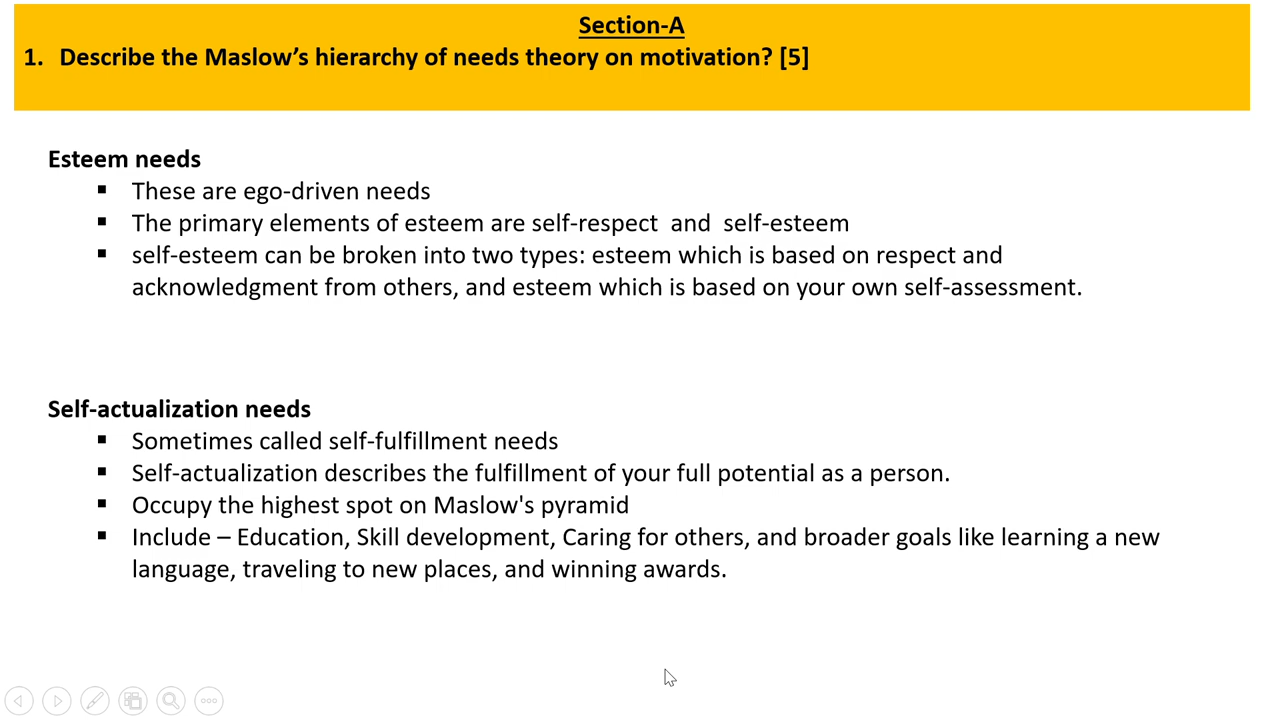 Section-A
1. Describe the Maslow’s hierarchy of needs theory on motivation? [5]
Esteem needs
▪ These are ego-driven needs
▪ The primary elements of esteem are self-respect and self-esteem
▪ self-esteem can be broken into two types: esteem which is based on respect and
acknowledgment from others, and esteem which is based on your own self-assessment.
Self-actualization needs
▪ Sometimes called self-fulfillment needs
▪ Self-actualization describes the fulfillment of your full potential as a person.
▪ Occupy the highest spot on Maslow's pyramid
▪ Include – Education, Skill development, Caring for others, and broader goals like learning a new
language, traveling to new places, and winning awards.